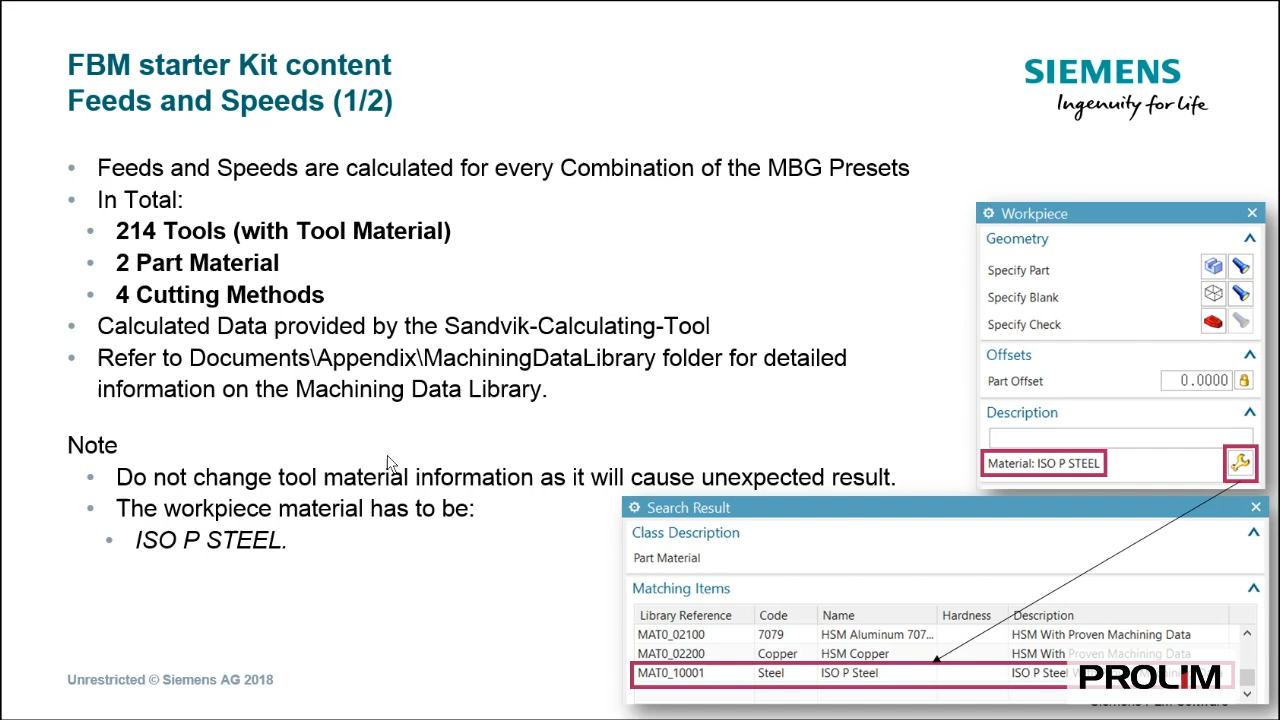 FBM starter Kit content
Feeds and Speeds (1/2)
SIEMENS
Ingenuity for life
• Feeds and Speeds are calculated for every Combination of the MBG Presets
• In Total:
• 214 Tools (with Tool Material)
• 2 Part Material
• 4 Cutting Methods
• Calculated Data provided by the Sandvik-Calculating-Tool
• Refer to Documents\Appendix\MachiningDataLibrary folder for detailed
information on the Machining Data Library.
Note
• Do not change tool material information as it will cause unexpected result.
• The workpiece material has to be:
• ISO P STEEL.
Workpiece
Geometry
Specify Part
Specify Blank
Specify Check
Offsets
Part Offset 0.0000
Description
Material: ISO P STEEL
Search Result
Class Description
Part Material
Matching Items
Library Reference Code Name Hardness Description
MAT0_02100 7079 HSM Aluminum 707... HSM With Proven Machining Data
MAT0_02200 Copper HSM Copper HSM With Proven Machining Data
MAT0_10001 Steel ISO P Steel ISO P Steel
PROLIM
Unrestricted © Siemens AG 2018